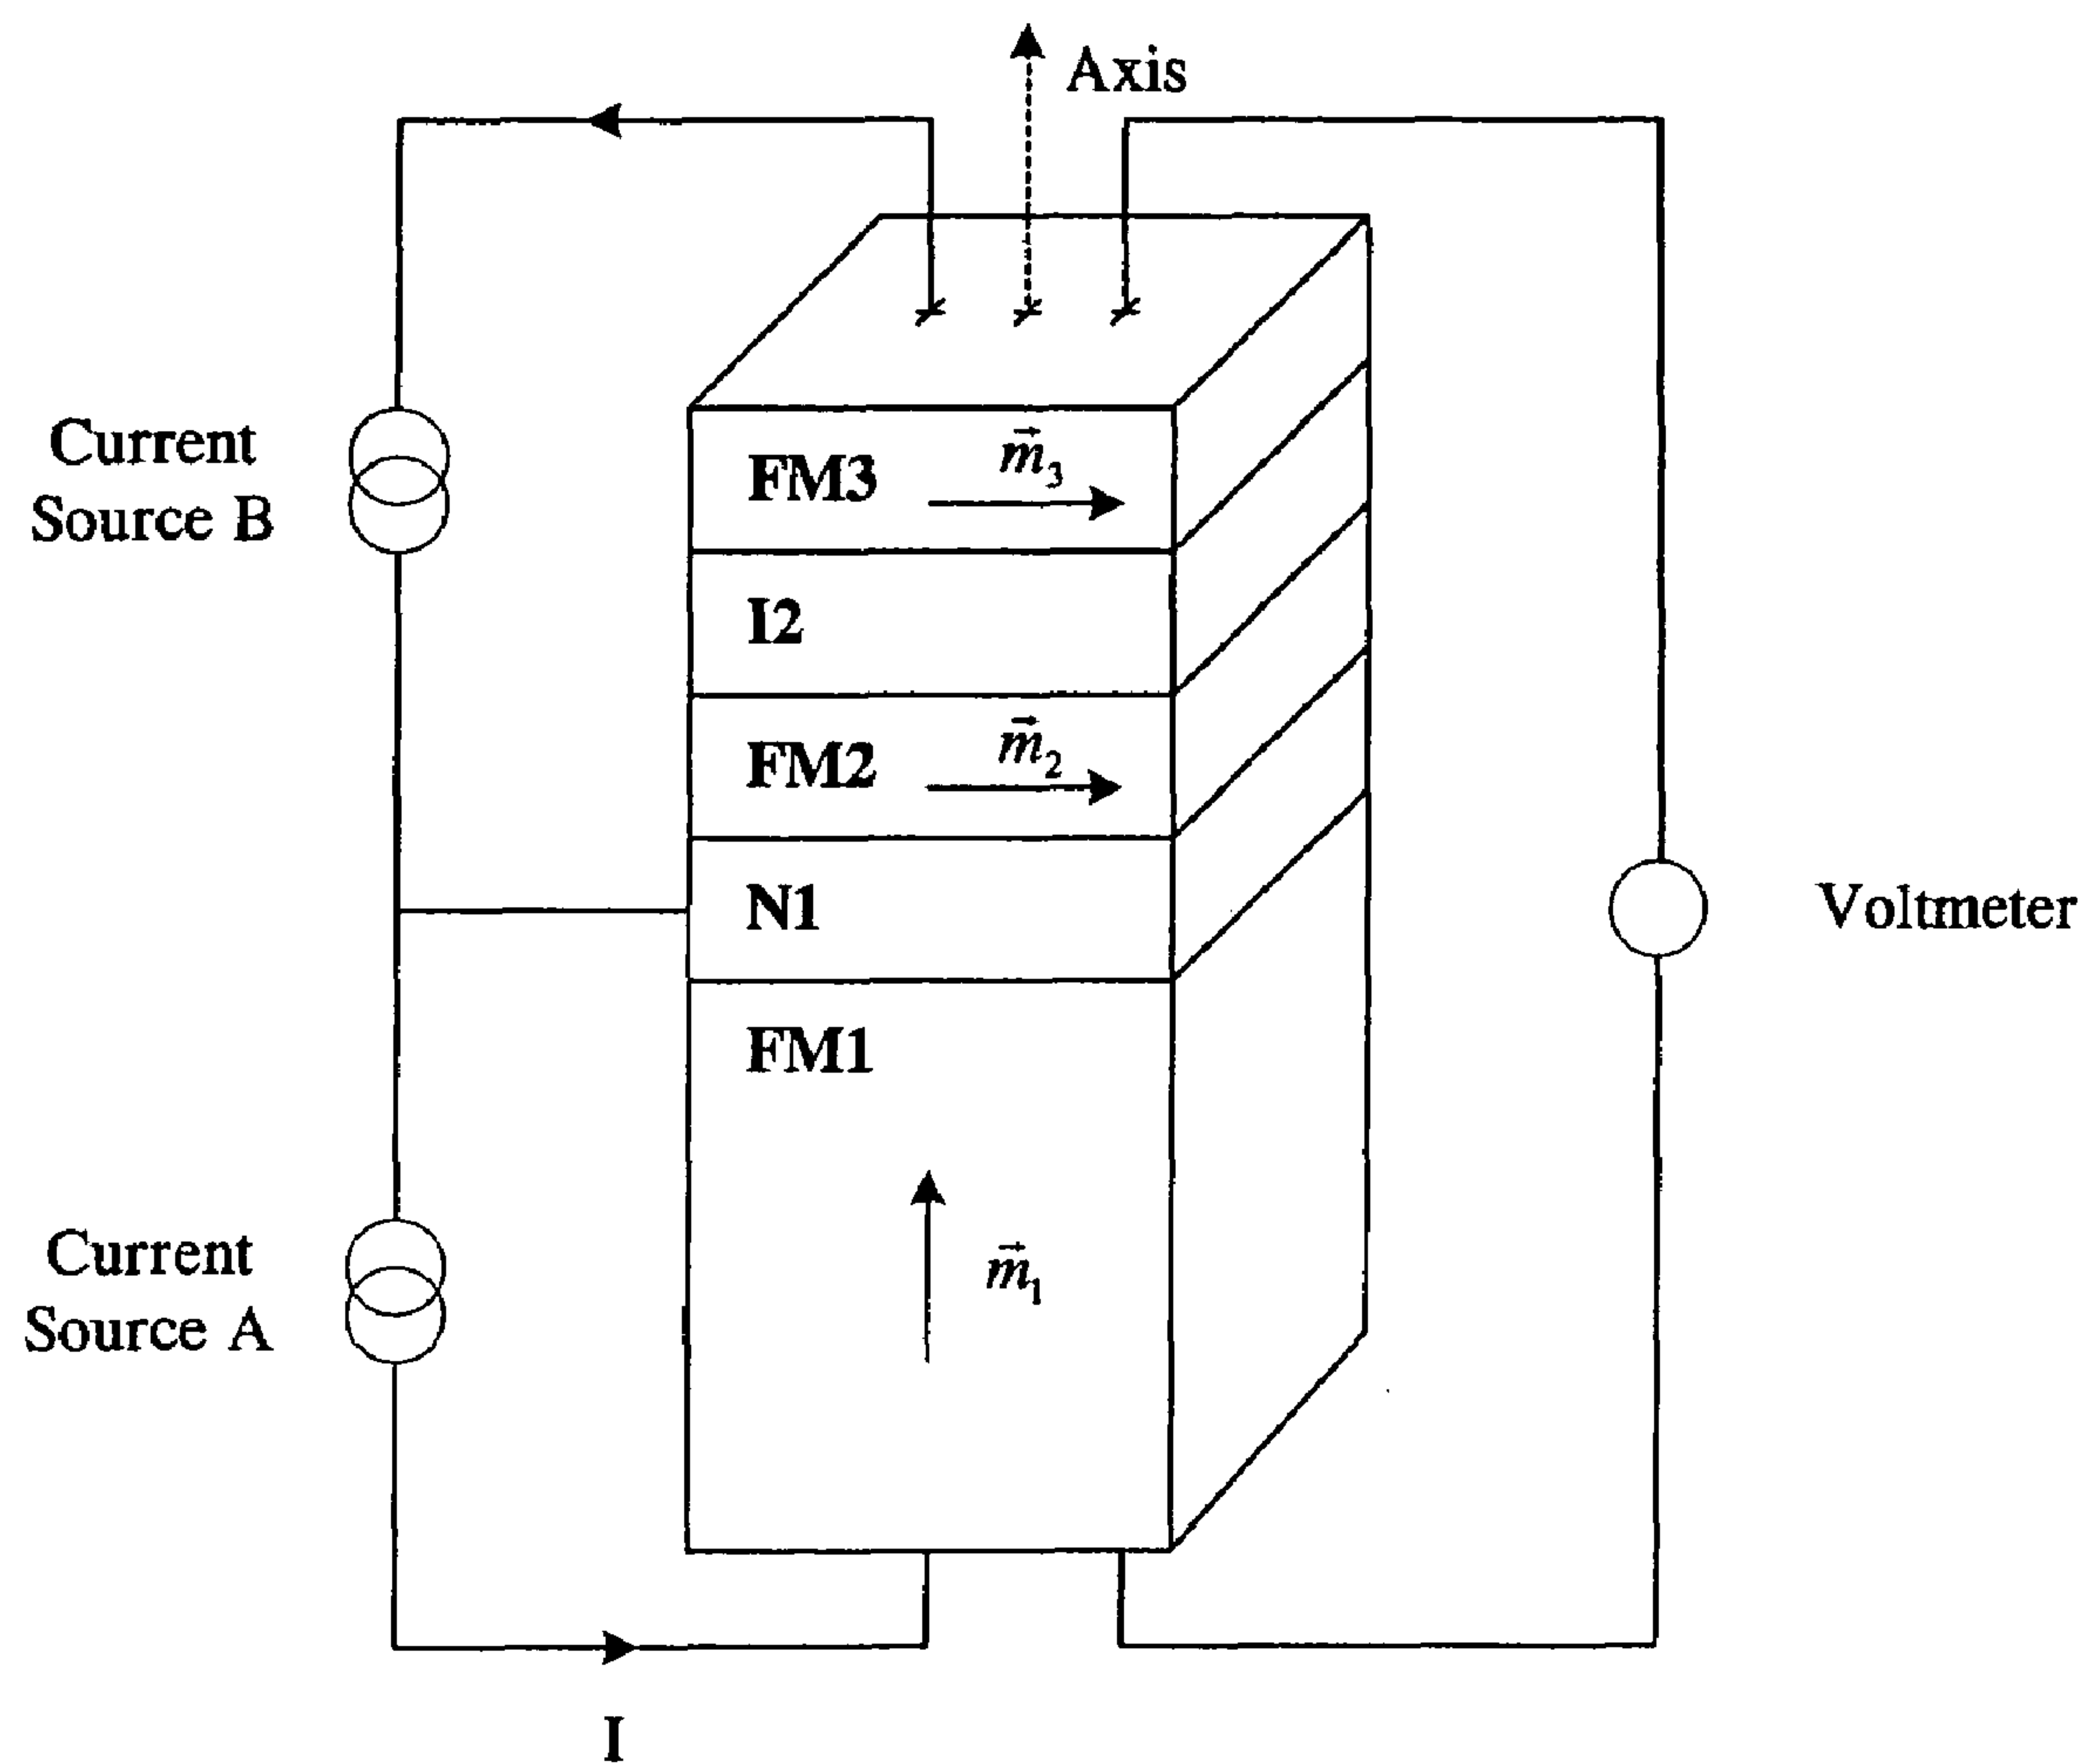 Axis
Current
Source B
FM3
m⃗₃
I2
FM2
m⃗₂
N1
Voltmeter
FM1
Current
Source A
m⃗₁
I